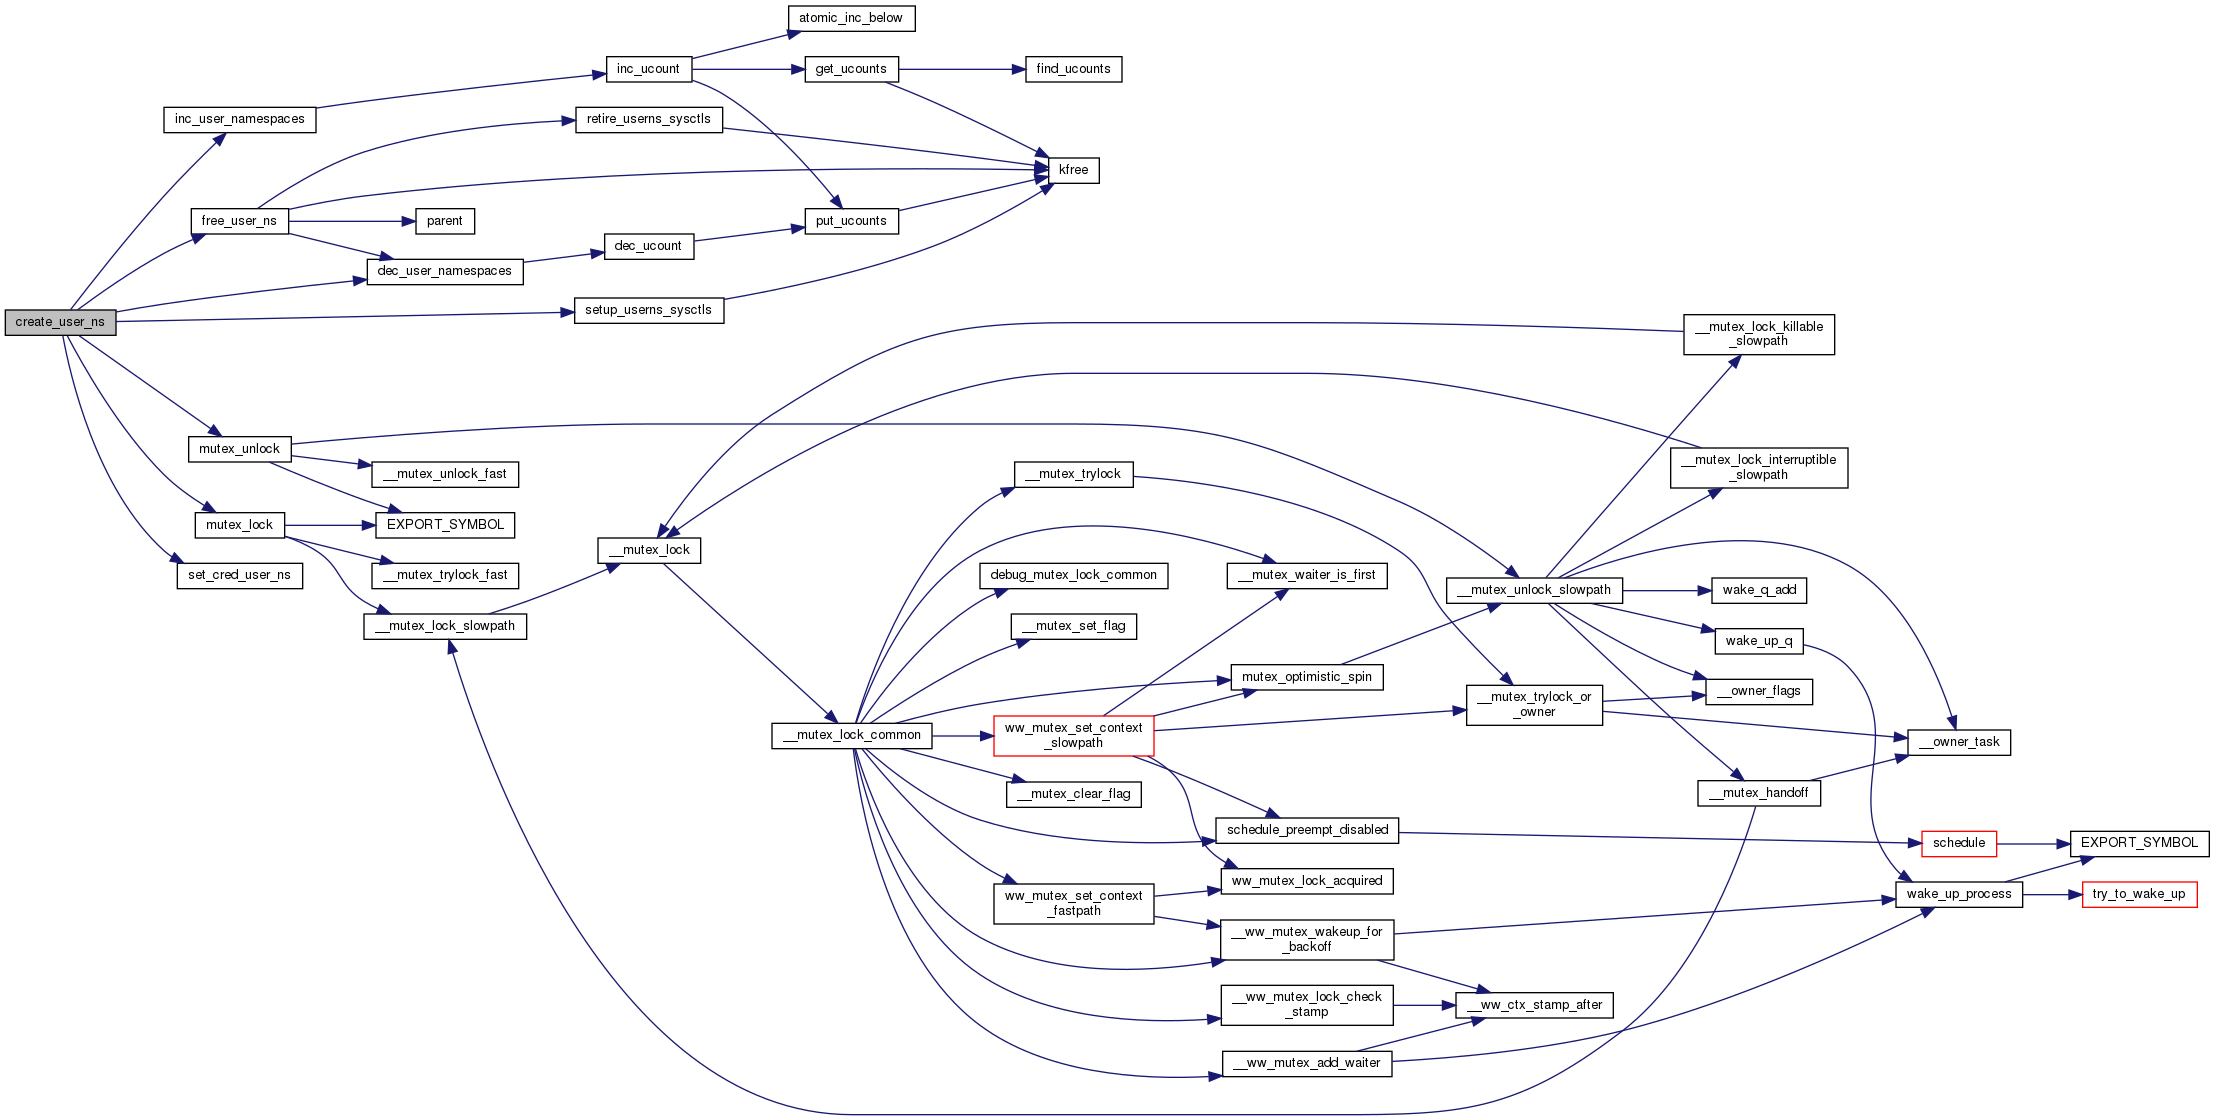 atomic_inc_below
inc_ucount
get_ucounts
find_ucounts
inc_user_namespaces
retire_userns_sysctls
kfree
free_user_ns
parent
put_ucounts
dec_ucount
dec_user_namespaces
create_user_ns
setup_userns_sysctls
__mutex_lock_killable
_slowpath
mutex_unlock
__mutex_unlock_fast
__mutex_trylock
__mutex_lock_interruptible
_slowpath
mutex_lock
EXPORT_SYMBOL
__mutex_lock
set_cred_user_ns
__mutex_trylock_fast
debug_mutex_lock_common
__mutex_waiter_is_first
__mutex_unlock_slowpath
wake_q_add
__mutex_lock_slowpath
__mutex_set_flag
wake_up_q
mutex_optimistic_spin
__mutex_trylock_or
_owner
__owner_flags
__mutex_lock_common
ww_mutex_set_context
_slowpath
__owner_task
__mutex_clear_flag
__mutex_handoff
schedule_preempt_disabled
schedule
EXPORT_SYMBOL
ww_mutex_set_context
_fastpath
ww_mutex_lock_acquired
wake_up_process
try_to_wake_up
__ww_mutex_wakeup_for
_backoff
__ww_mutex_lock_check
_stamp
__ww_ctx_stamp_after
__ww_mutex_add_waiter